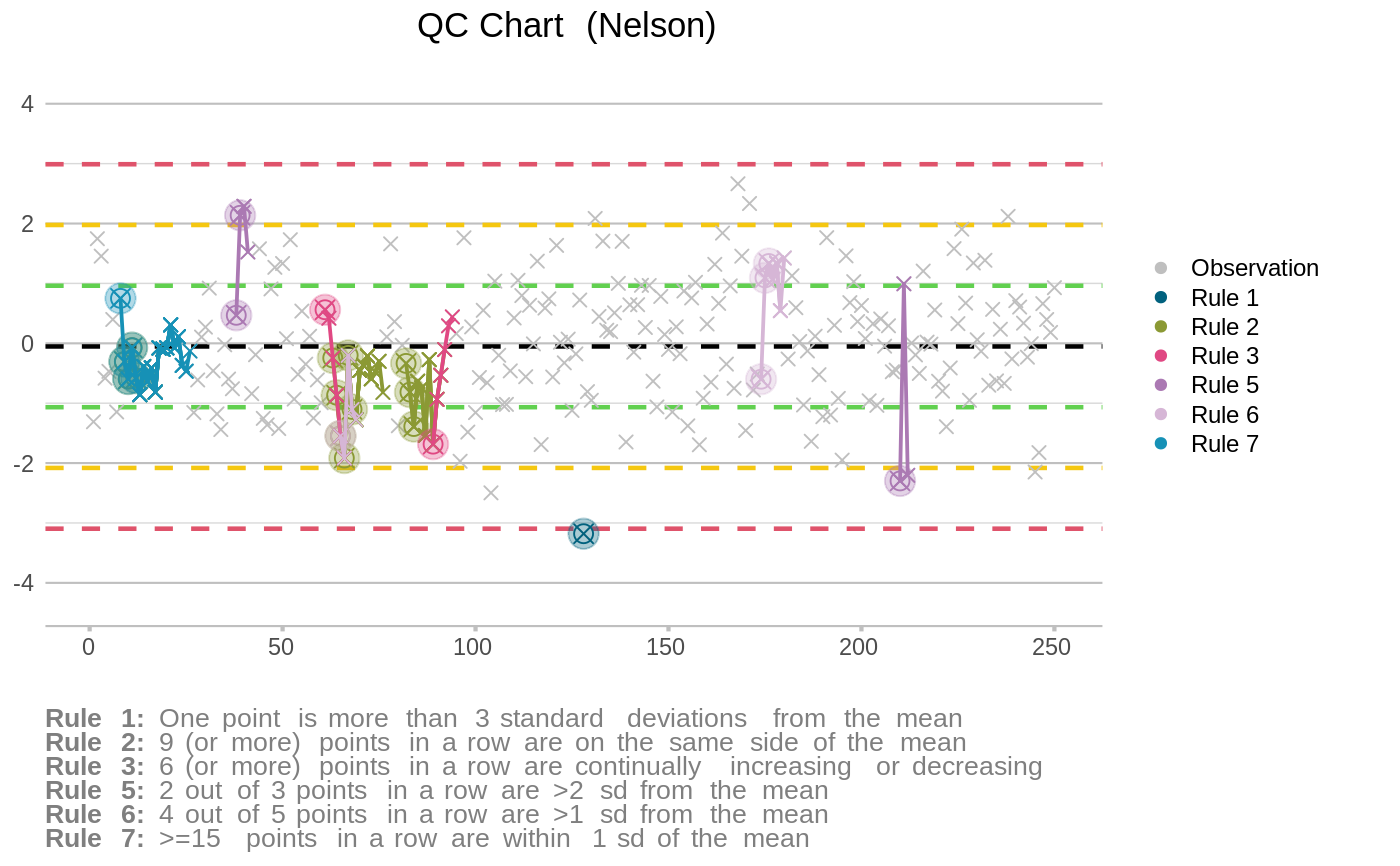 QC Chart (Nelson)
4
2
0
-2
-4
0 50 100 150 200 250
Observation
Rule 1
Rule 2
Rule 3
Rule 5
Rule 6
Rule 7
Rule 1: One point is more than 3 standard deviations from the mean
Rule 2: 9 (or more) points in a row are on the same side of the mean
Rule 3: 6 (or more) points in a row are continually increasing or decreasing
Rule 5: 2 out of 3 points in a row are >2 sd from the mean
Rule 6: 4 out of 5 points in a row are >1 sd from the mean
Rule 7: >=15 points in a row are within 1 sd of the mean